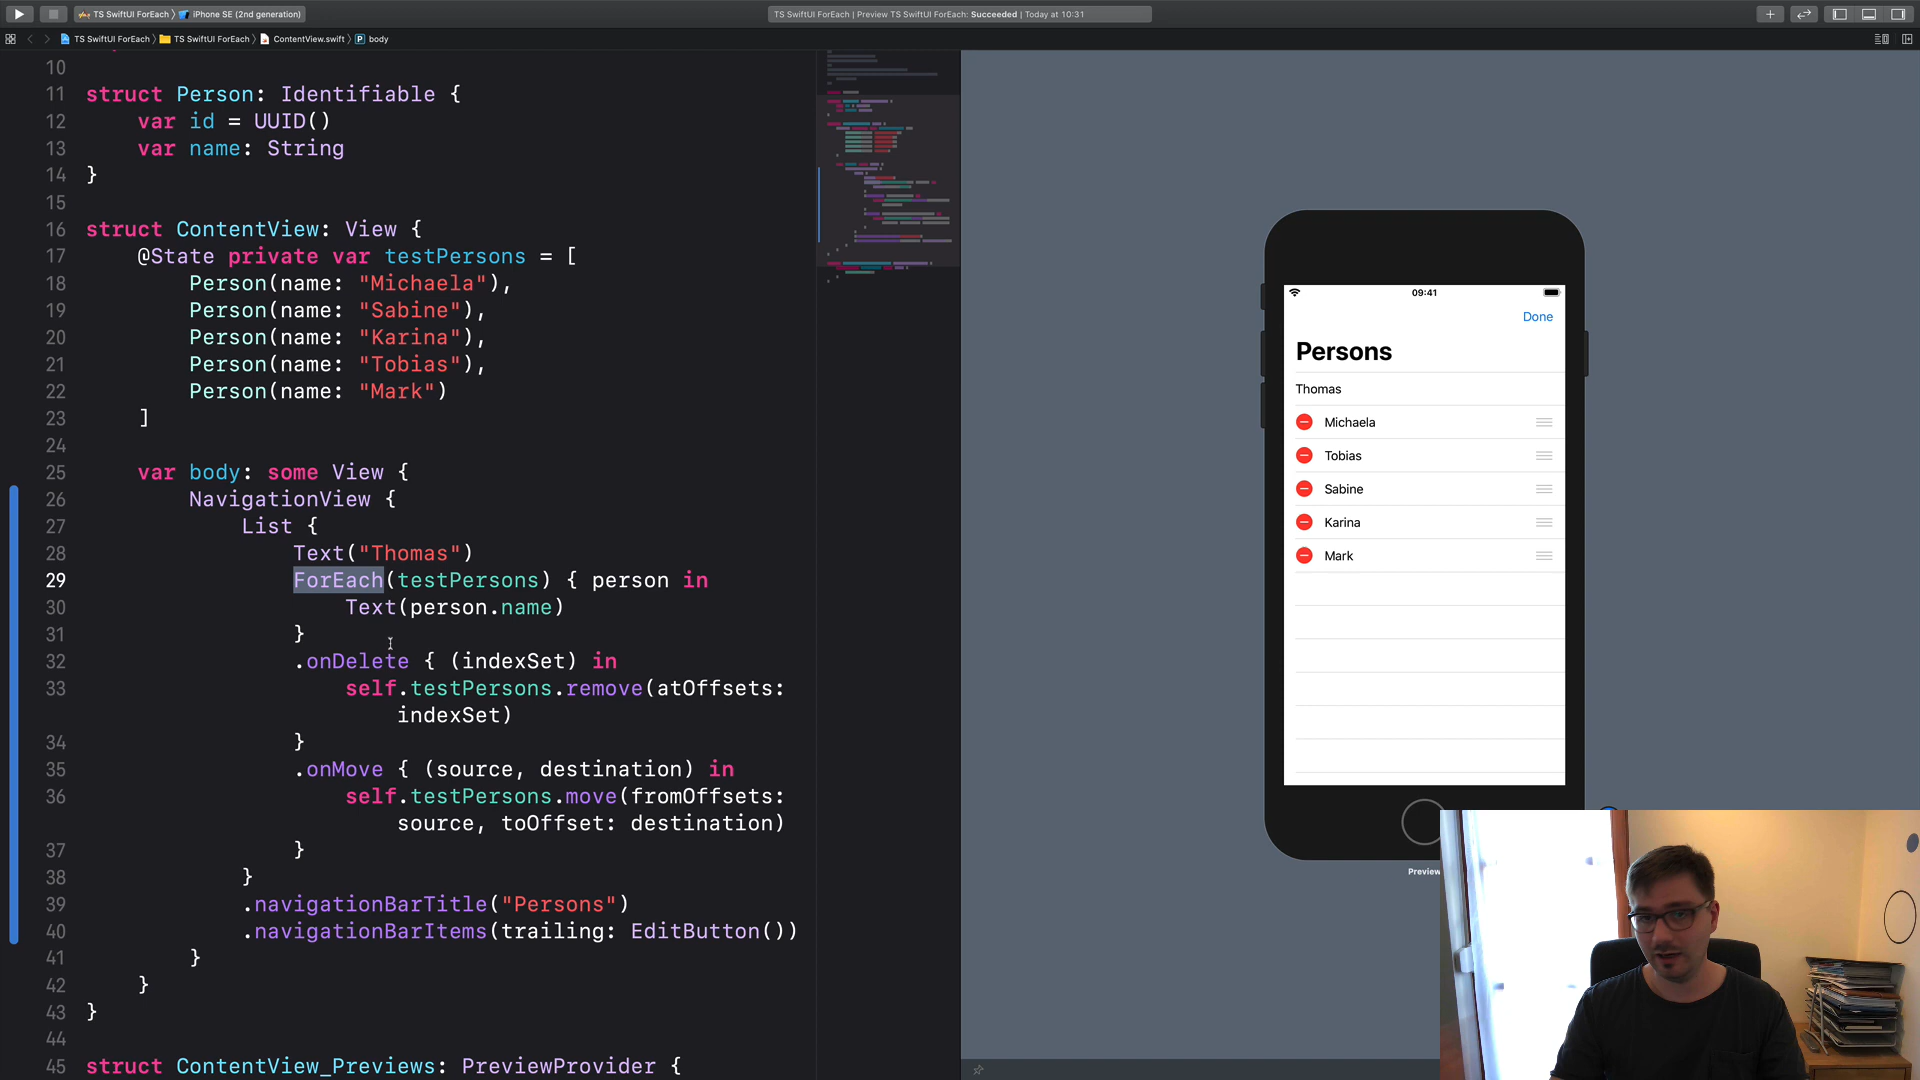 TS SwiftUI ForEach
iPhone SE (2nd generation)
TS SwiftUI ForEach | Preview TS SwiftUI ForEach: Succeeded | Today at 10:31
TS SwiftUI ForEach
TS SwiftUI ForEach
ContentView.swift
P body
10
11 struct Person: Identifiable {
12 var id = UUID()
13 var name: String
14 }
15
16 struct ContentView: View {
17 @State private var testPersons = [
18 Person(name: "Michaela"),
19 Person(name: "Sabine"),
20 Person(name: "Karina"),
21 Person(name: "Tobias"),
22 Person(name: "Mark")
23 ]
24
25 var body: some View {
26 NavigationView {
27 List {
28 Text("Thomas")
29 ForEach(testPersons) { person in
30 Text(person.name)
31 }
32 .onDelete { (indexSet) in
33 self.testPersons.remove(atOffsets:
indexSet)
34 }
35 .onMove { (source, destination) in
36 self.testPersons.move(fromOffsets:
source, toOffset: destination)
37 }
38 }
39 .navigationBarTitle("Persons")
40 .navigationBarItems(trailing: EditButton())
41 }
42 }
43 }
44
45 struct ContentView_Previews: PreviewProvider {
09:41
Done
Persons
Thomas
Michaela
Tobias
Sabine
Karina
Mark
Preview